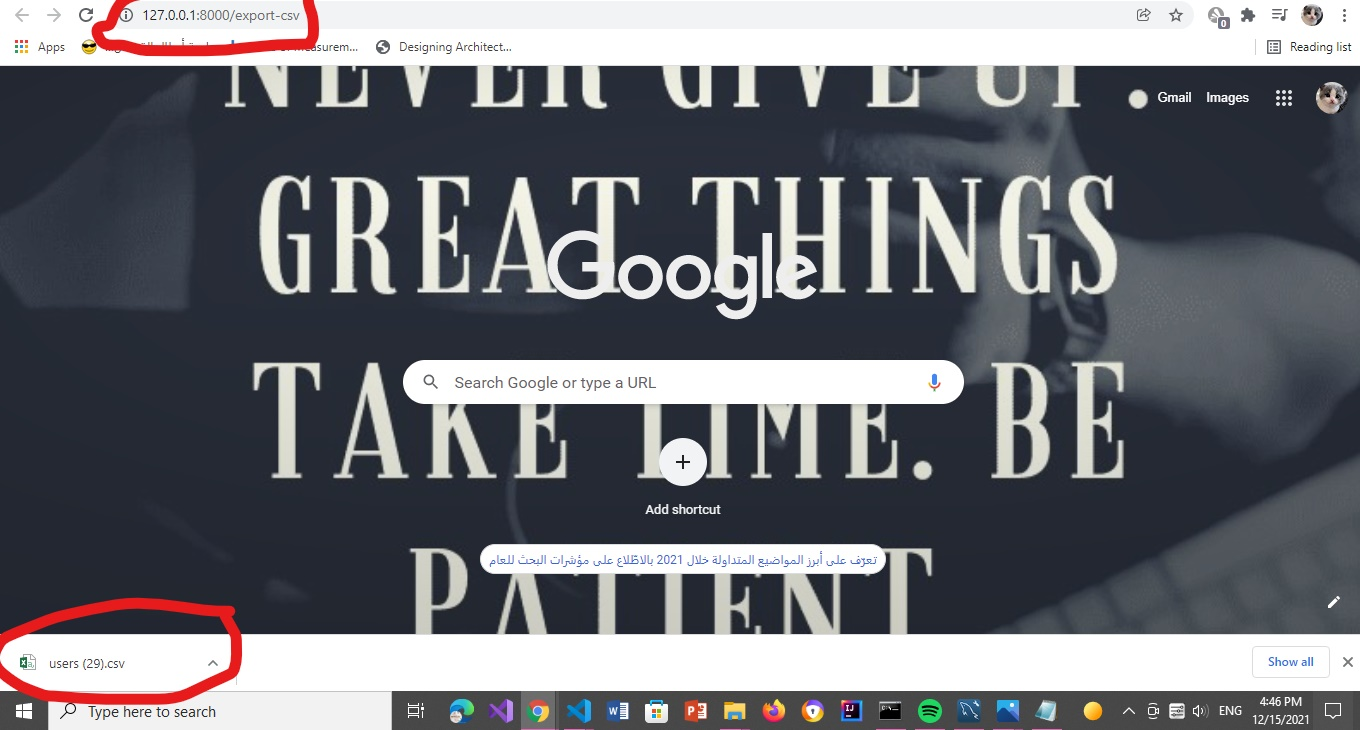 127.0.0.1:8000/export-csv
Apps
easurem...
Designing Architect...
Reading list
0
NEVER GIVE UP
Gmail
Images
GREAT THINGS
Google
TAKE TIME. BE
Search Google or type a URL
Add shortcut
تعرّف على أبرز المواضيع المتداولة خلال 2021 بالاطّلاع على مؤشرات البحث للعام
PATIENT
users (29).csv
Show all
Type here to search
ENG
4:46 PM
12/15/2021